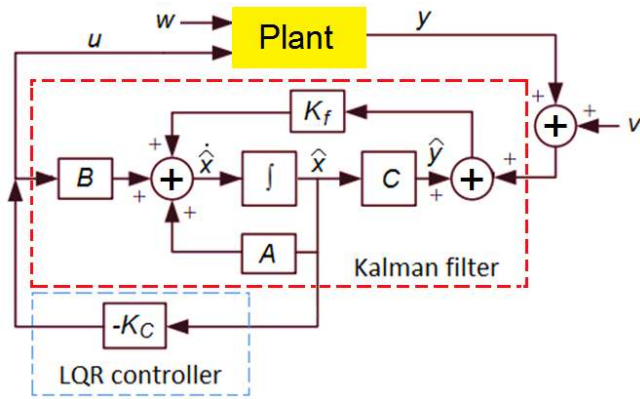 w
Plant
y
u
+
+
+
v
+
K_f
+
B
+
+
ẋ̂
∫
x̂
C
ŷ
+
+
+
+
A
Kalman filter
-K_C
LQR controller